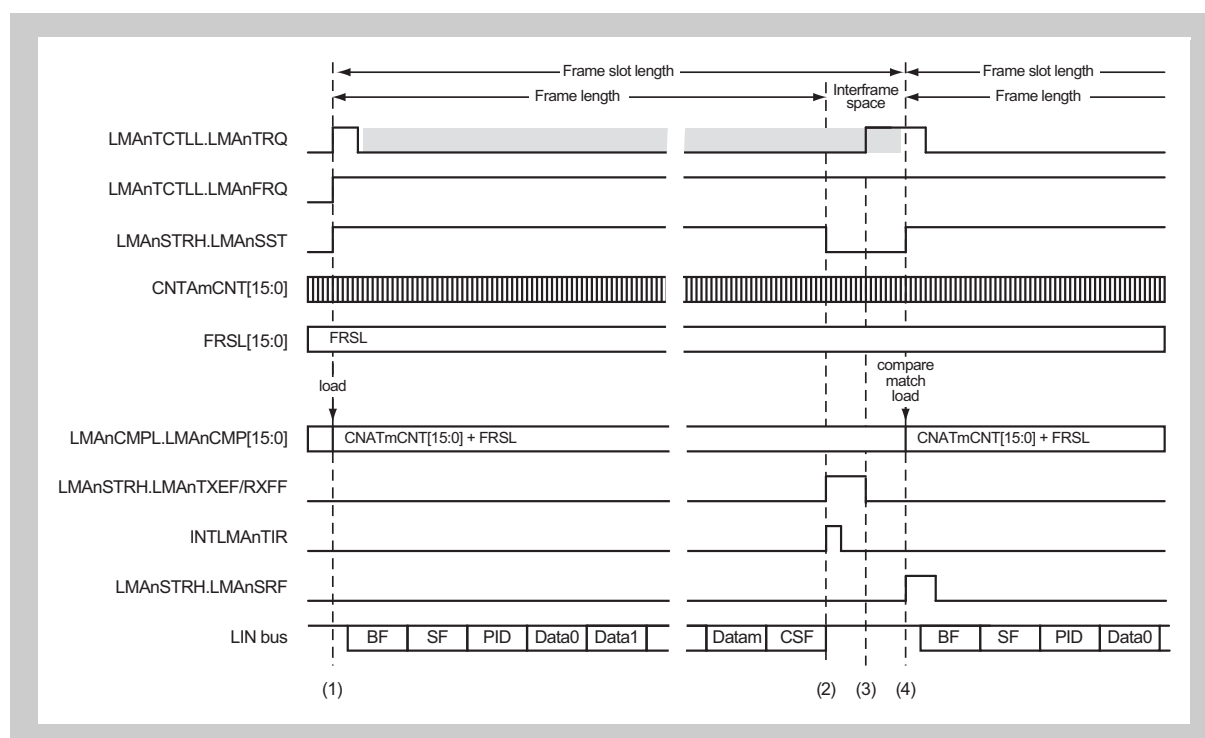 Frame slot length
Frame slot length
Frame length
Interframe
space
Frame length
LMAnTCTLL.LMAnTRQ
LMAnTCTLL.LMAnFRQ
LMAnSTRH.LMAnSST
CNTAmCNT[15:0]
FRSL[15:0]
FRSL
load
compare
match
load
LMAnCMPL.LMAnCMP[15:0]
CNATmCNT[15:0] + FRSL
CNATmCNT[15:0] + FRSL
LMAnSTRH.LMAnTXEF/RXFF
INTLMAnTIR
LMAnSTRH.LMAnSRF
LIN bus
BF SF PID Data0 Data1 Datam CSF BF SF PID Data0
(1) (2) (3) (4)